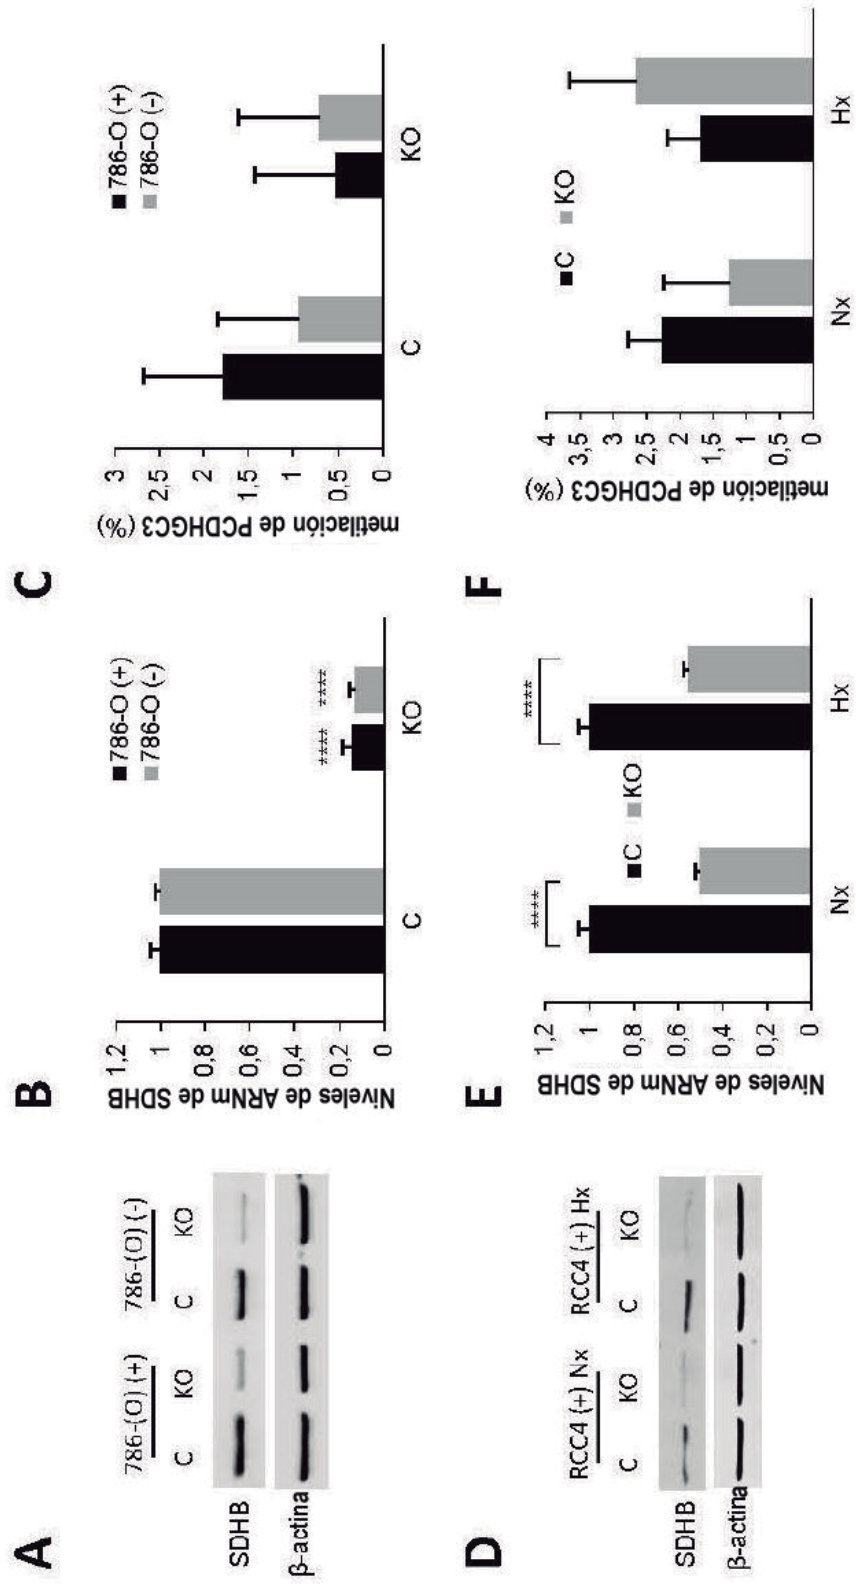 A
786-(O) (+)
786-(O) (-)
C
KO
C
KO
SDHB
β-actina
B
Niveles de ARNm de SDHB
1,2
1
0,8
0,6
0,4
0,2
0
786-O (+)
786-O (-)
****
****
C
KO
C
metilación de PCDHGC3 (%)
3
2,5
2
1,5
1
0,5
0
786-O (+)
786-O (-)
C
KO
D
RCC4 (+) Nx
RCC4 (+) Hx
C
KO
C
KO
SDHB
β-actina
E
Niveles de ARNm de SDHB
1,2
1
0,8
0,6
0,4
0,2
0
****
****
C KO
Nx
Hx
F
metilación de PCDHGC3 (%)
4
3,5
3
2,5
2
1,5
1
0,5
0
C KO
Nx
Hx